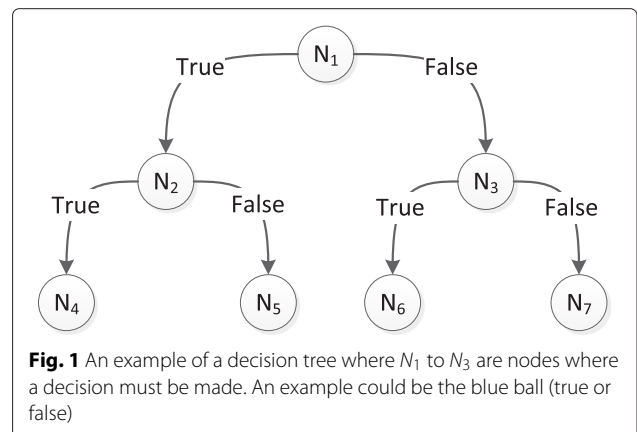 N₁
True False
N₂ N₃
True False True False
N₄ N₅ N₆ N₇
Fig. 1 An example of a decision tree where N₁ to N₃ are nodes where
a decision must be made. An example could be the blue ball (true or
false)